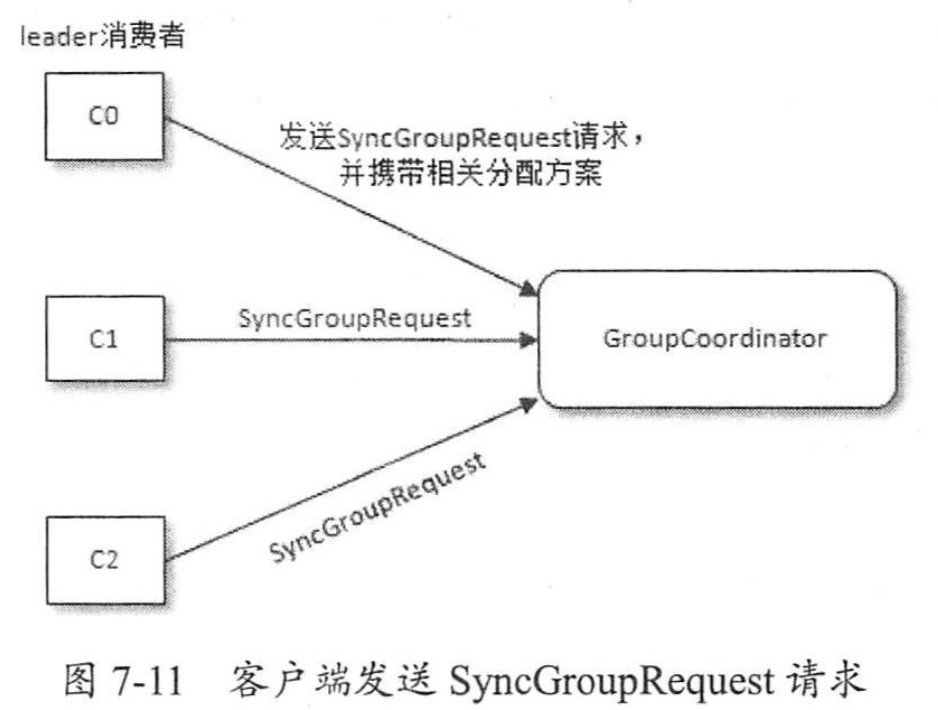 leader消费者
C0
发送SyncGroupRequest请求，
并携带相关分配方案
C1
SyncGroupRequest
GroupCoordinator
C2
SyncGroupRequest
图 7-11 客户端发送 SyncGroupRequest 请求